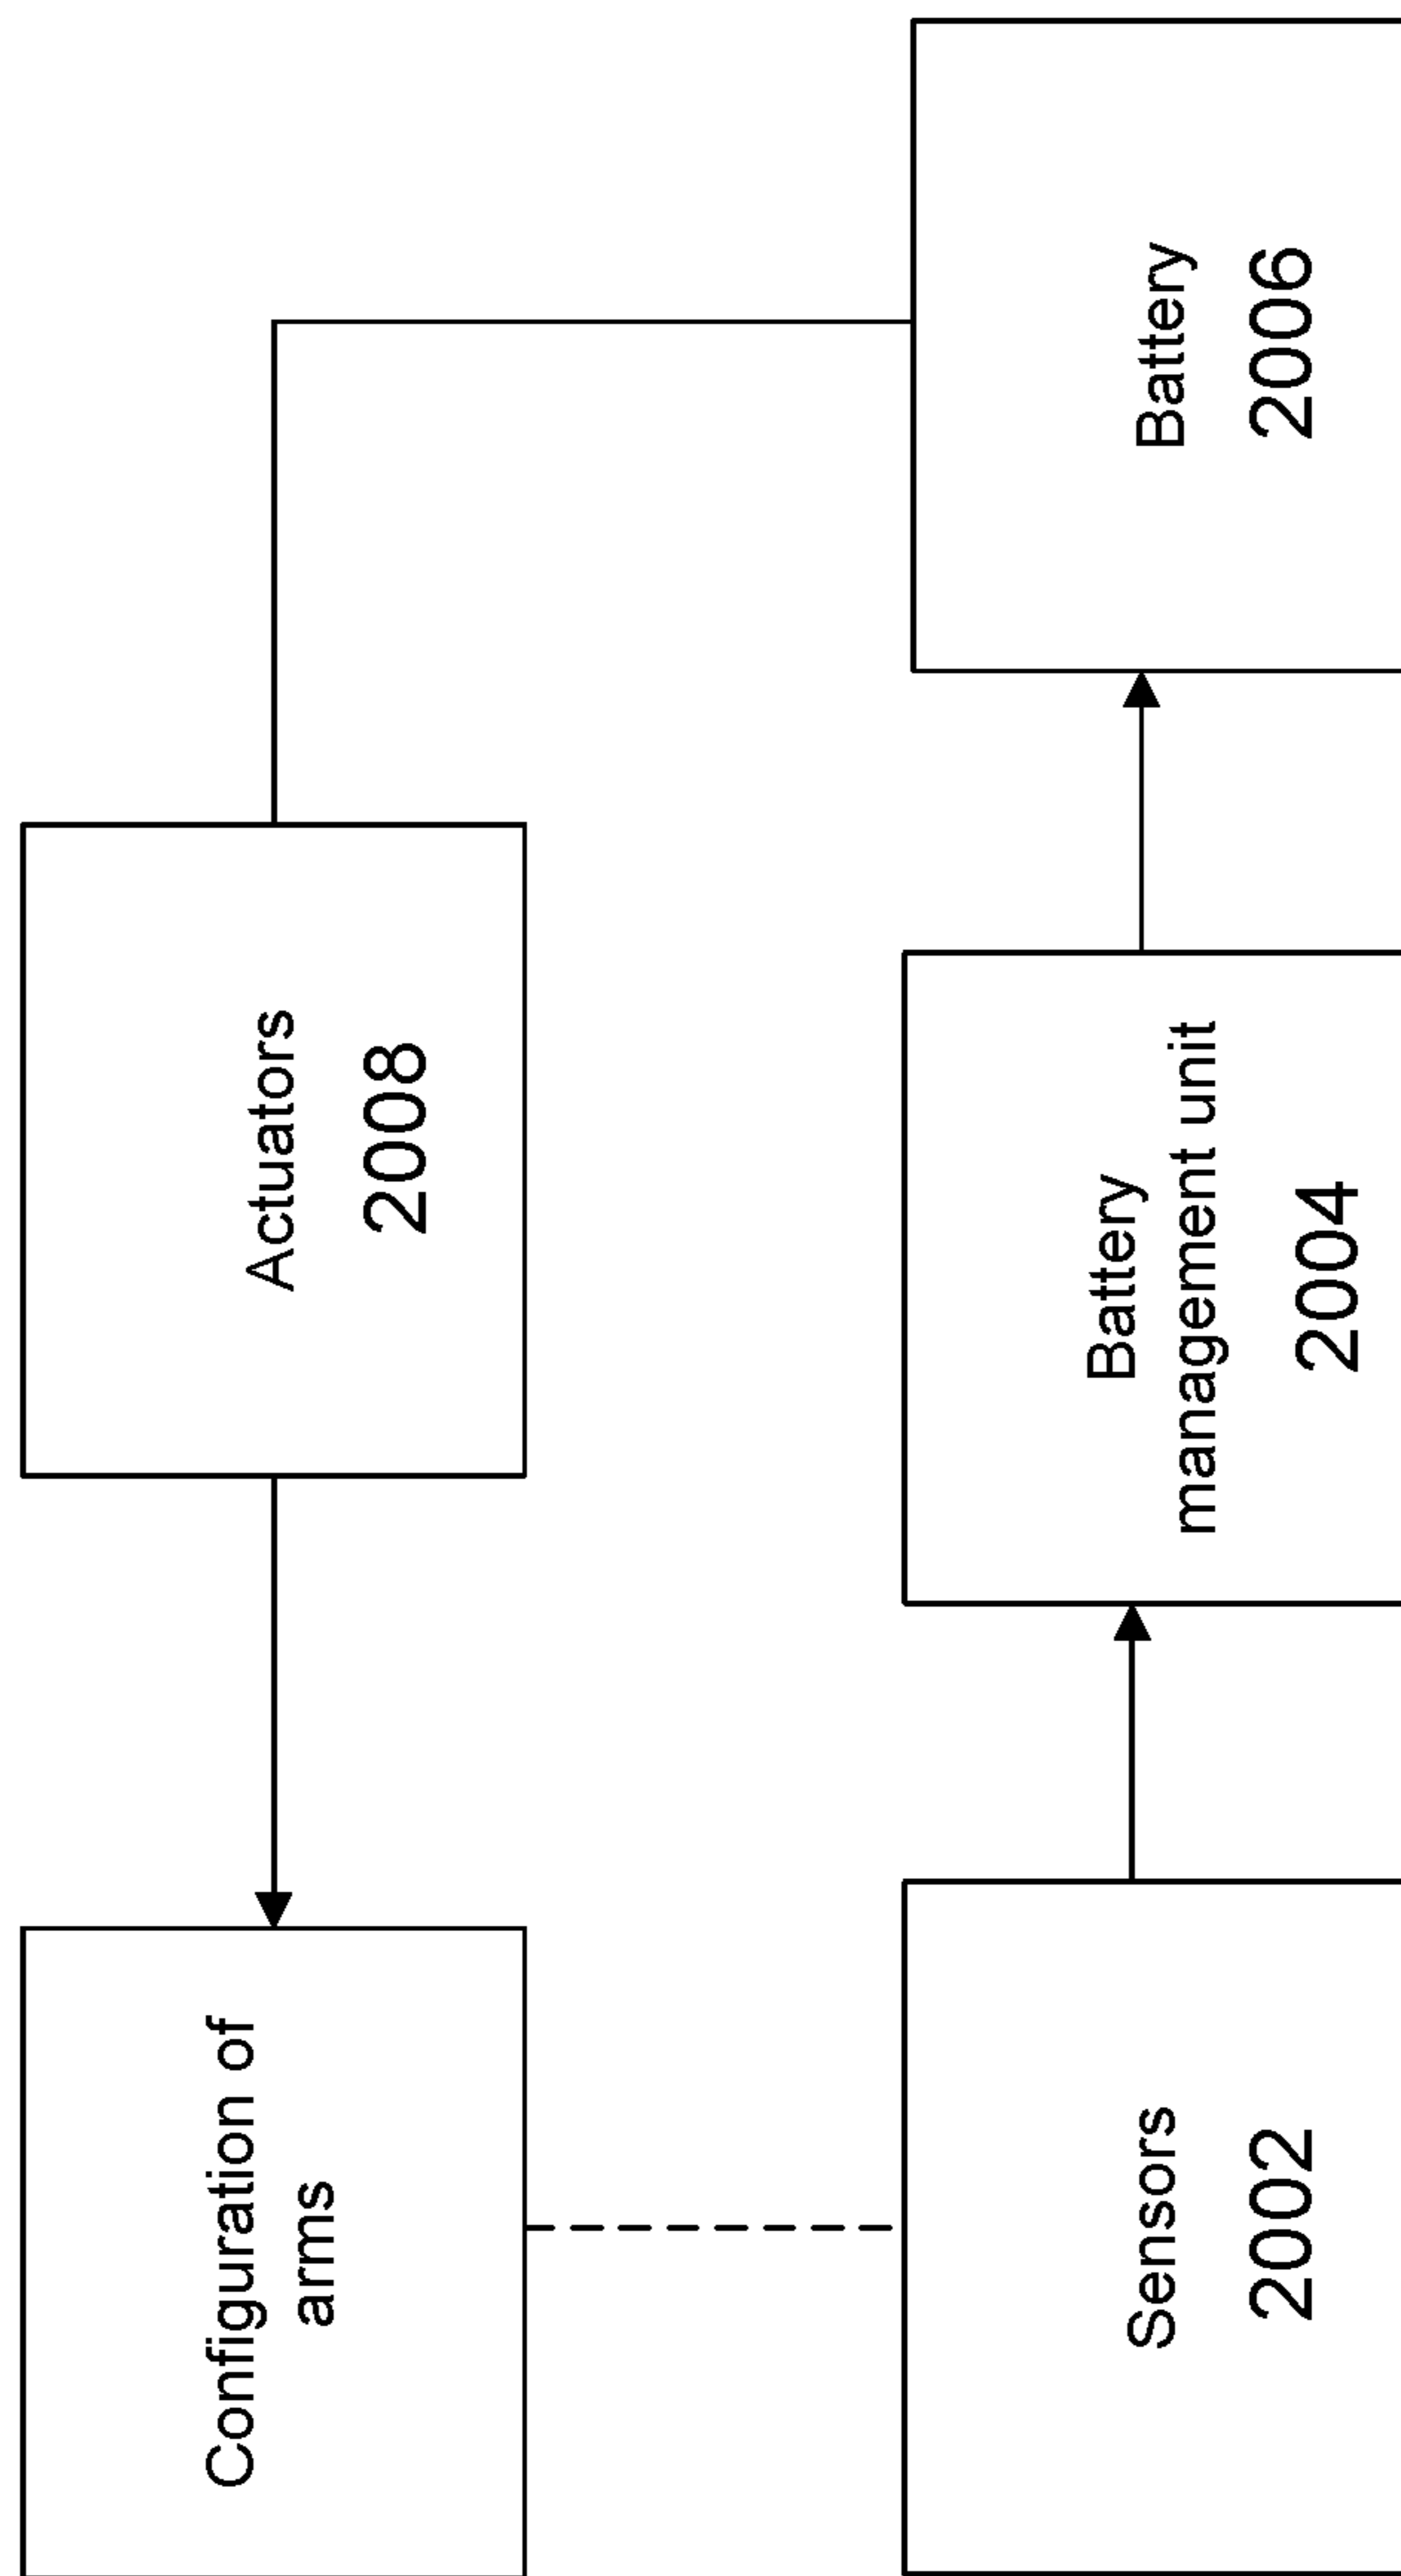 Configuration of
arms
Actuators
2008
Sensors
2002
Battery
management unit
2004
Battery
2006